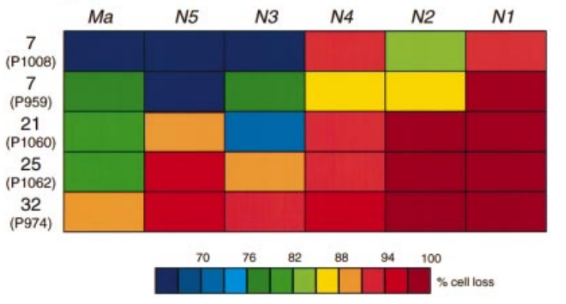 Ma N5 N3 N4 N2 N1
7
(P1008)
7
(P959)
21
(P1060)
25
(P1062)
32
(P974)
70 76 82 88 94 100
% cell loss